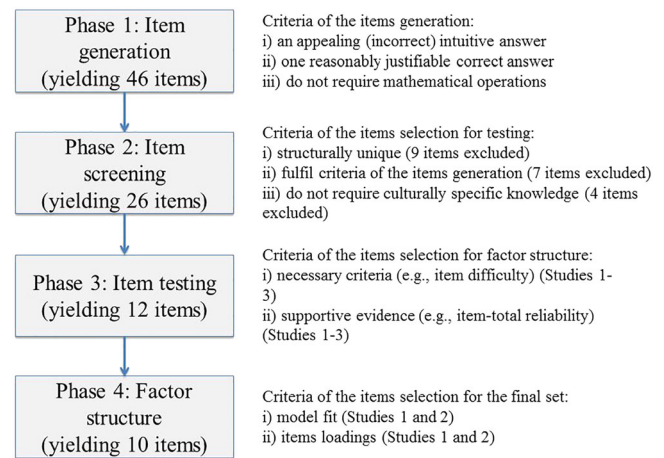 Phase 1: Item
generation
(yielding 46 items)
Criteria of the items generation:
i) an appealing (incorrect) intuitive answer
ii) one reasonably justifiable correct answer
iii) do not require mathematical operations
Phase 2: Item
screening
(yielding 26 items)
Criteria of the items selection for testing:
i) structurally unique (9 items excluded)
ii) fulfil criteria of the items generation (7 items excluded)
iii) do not require culturally specific knowledge (4 items
excluded)
Phase 3: Item testing
(yielding 12 items)
Criteria of the items selection for factor structure:
i) necessary criteria (e.g., item difficulty) (Studies 1-
3)
ii) supportive evidence (e.g., item-total reliability)
(Studies 1-3)
Phase 4: Factor
structure
(yielding 10 items)
Criteria of the items selection for the final set:
i) model fit (Studies 1 and 2)
ii) items loadings (Studies 1 and 2)